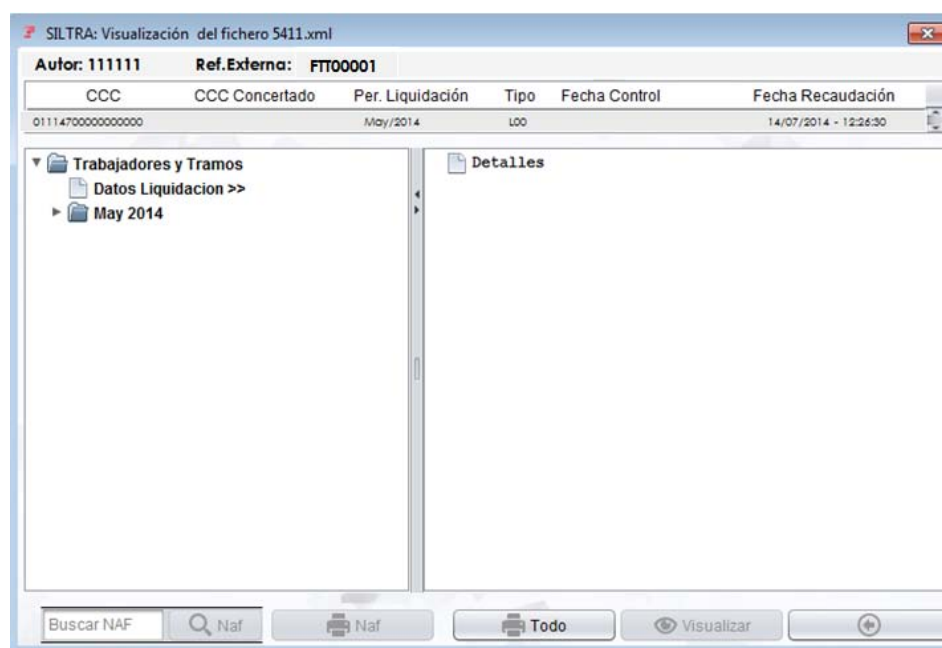 SILTRA: Visualización del fichero 5411.xml
Autor: 111111 Ref.Externa: FTT00001
CCC CCC Concertado Per. Liquidación Tipo Fecha Control Fecha Recaudación
01114700000000000 May/2014 L00 14/07/2014 - 12:26:30
Trabajadores y Tramos
Datos Liquidacion >>
May 2014
Detalles
Buscar NAF Naf Naf Todo Visualizar